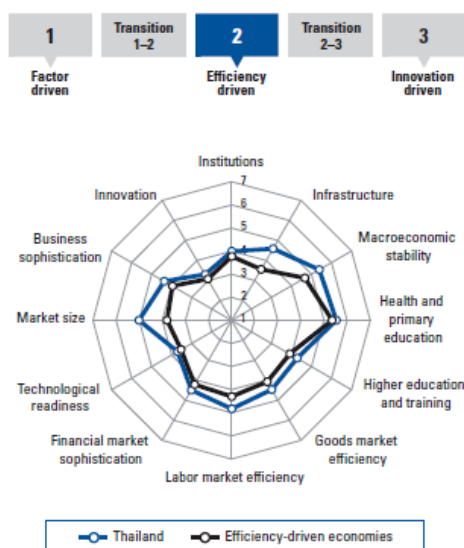 1
Transition
1–2
2
Transition
2–3
3
Factor
driven
Efficiency
driven
Innovation
driven
Institutions
7
6
5
4
3
2
1
Infrastructure
Macroeconomic
stability
Health and
primary
education
Higher education
and training
Goods market
efficiency
Labor market efficiency
Financial market
sophistication
Technological
readiness
Market size
Business
sophistication
Innovation
Thailand
Efficiency-driven economies